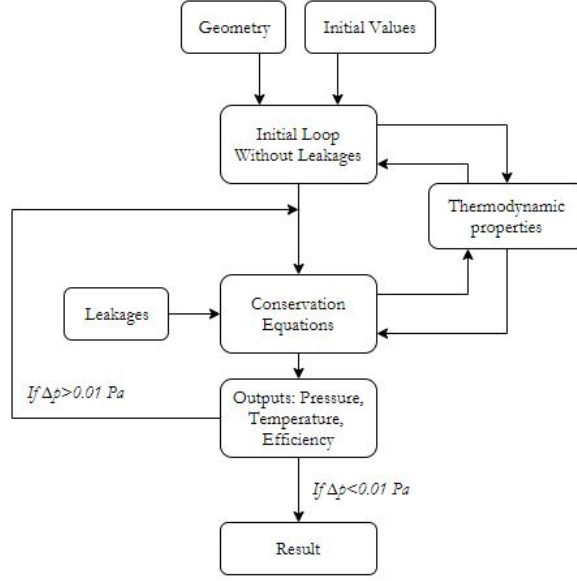 Geometry
Initial Values
Initial Loop
Without Leakages
Thermodynamic
properties
Leakages
Conservation
Equations
If Δp>0.01 Pa
Outputs: Pressure,
Temperature,
Efficiency
If Δp<0.01 Pa
Result